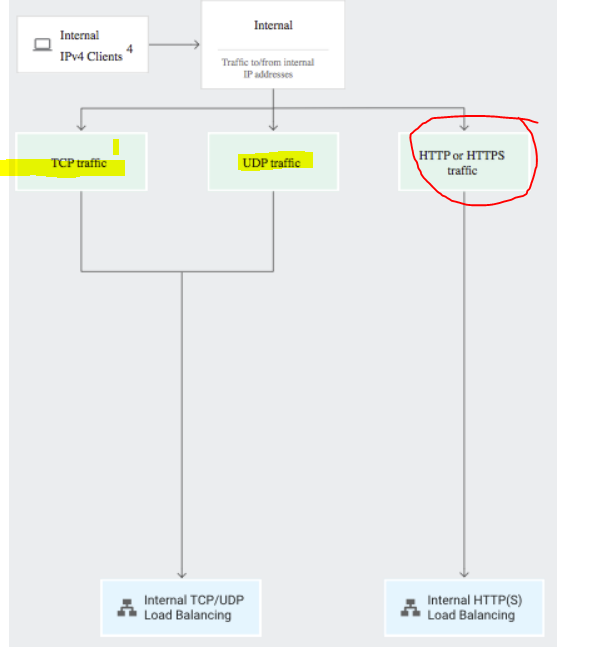 Internal
IPv4 Clients 4
Internal
Traffic to/from internal
IP addresses
TCP traffic
UDP traffic
HTTP or HTTPS
traffic
Internal TCP/UDP
Load Balancing
Internal HTTP(S)
Load Balancing